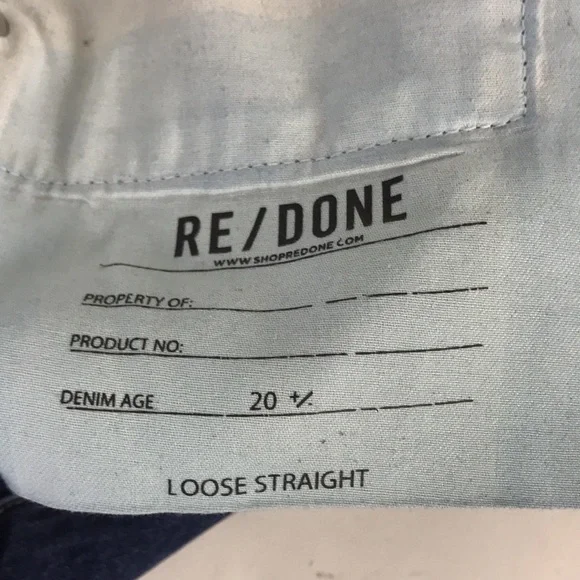 RE/DONE
WWW.SHOPREDONE.COM
PROPERTY OF:
PRODUCT NO:
DENIM AGE 20 +/-
LOOSE STRAIGHT